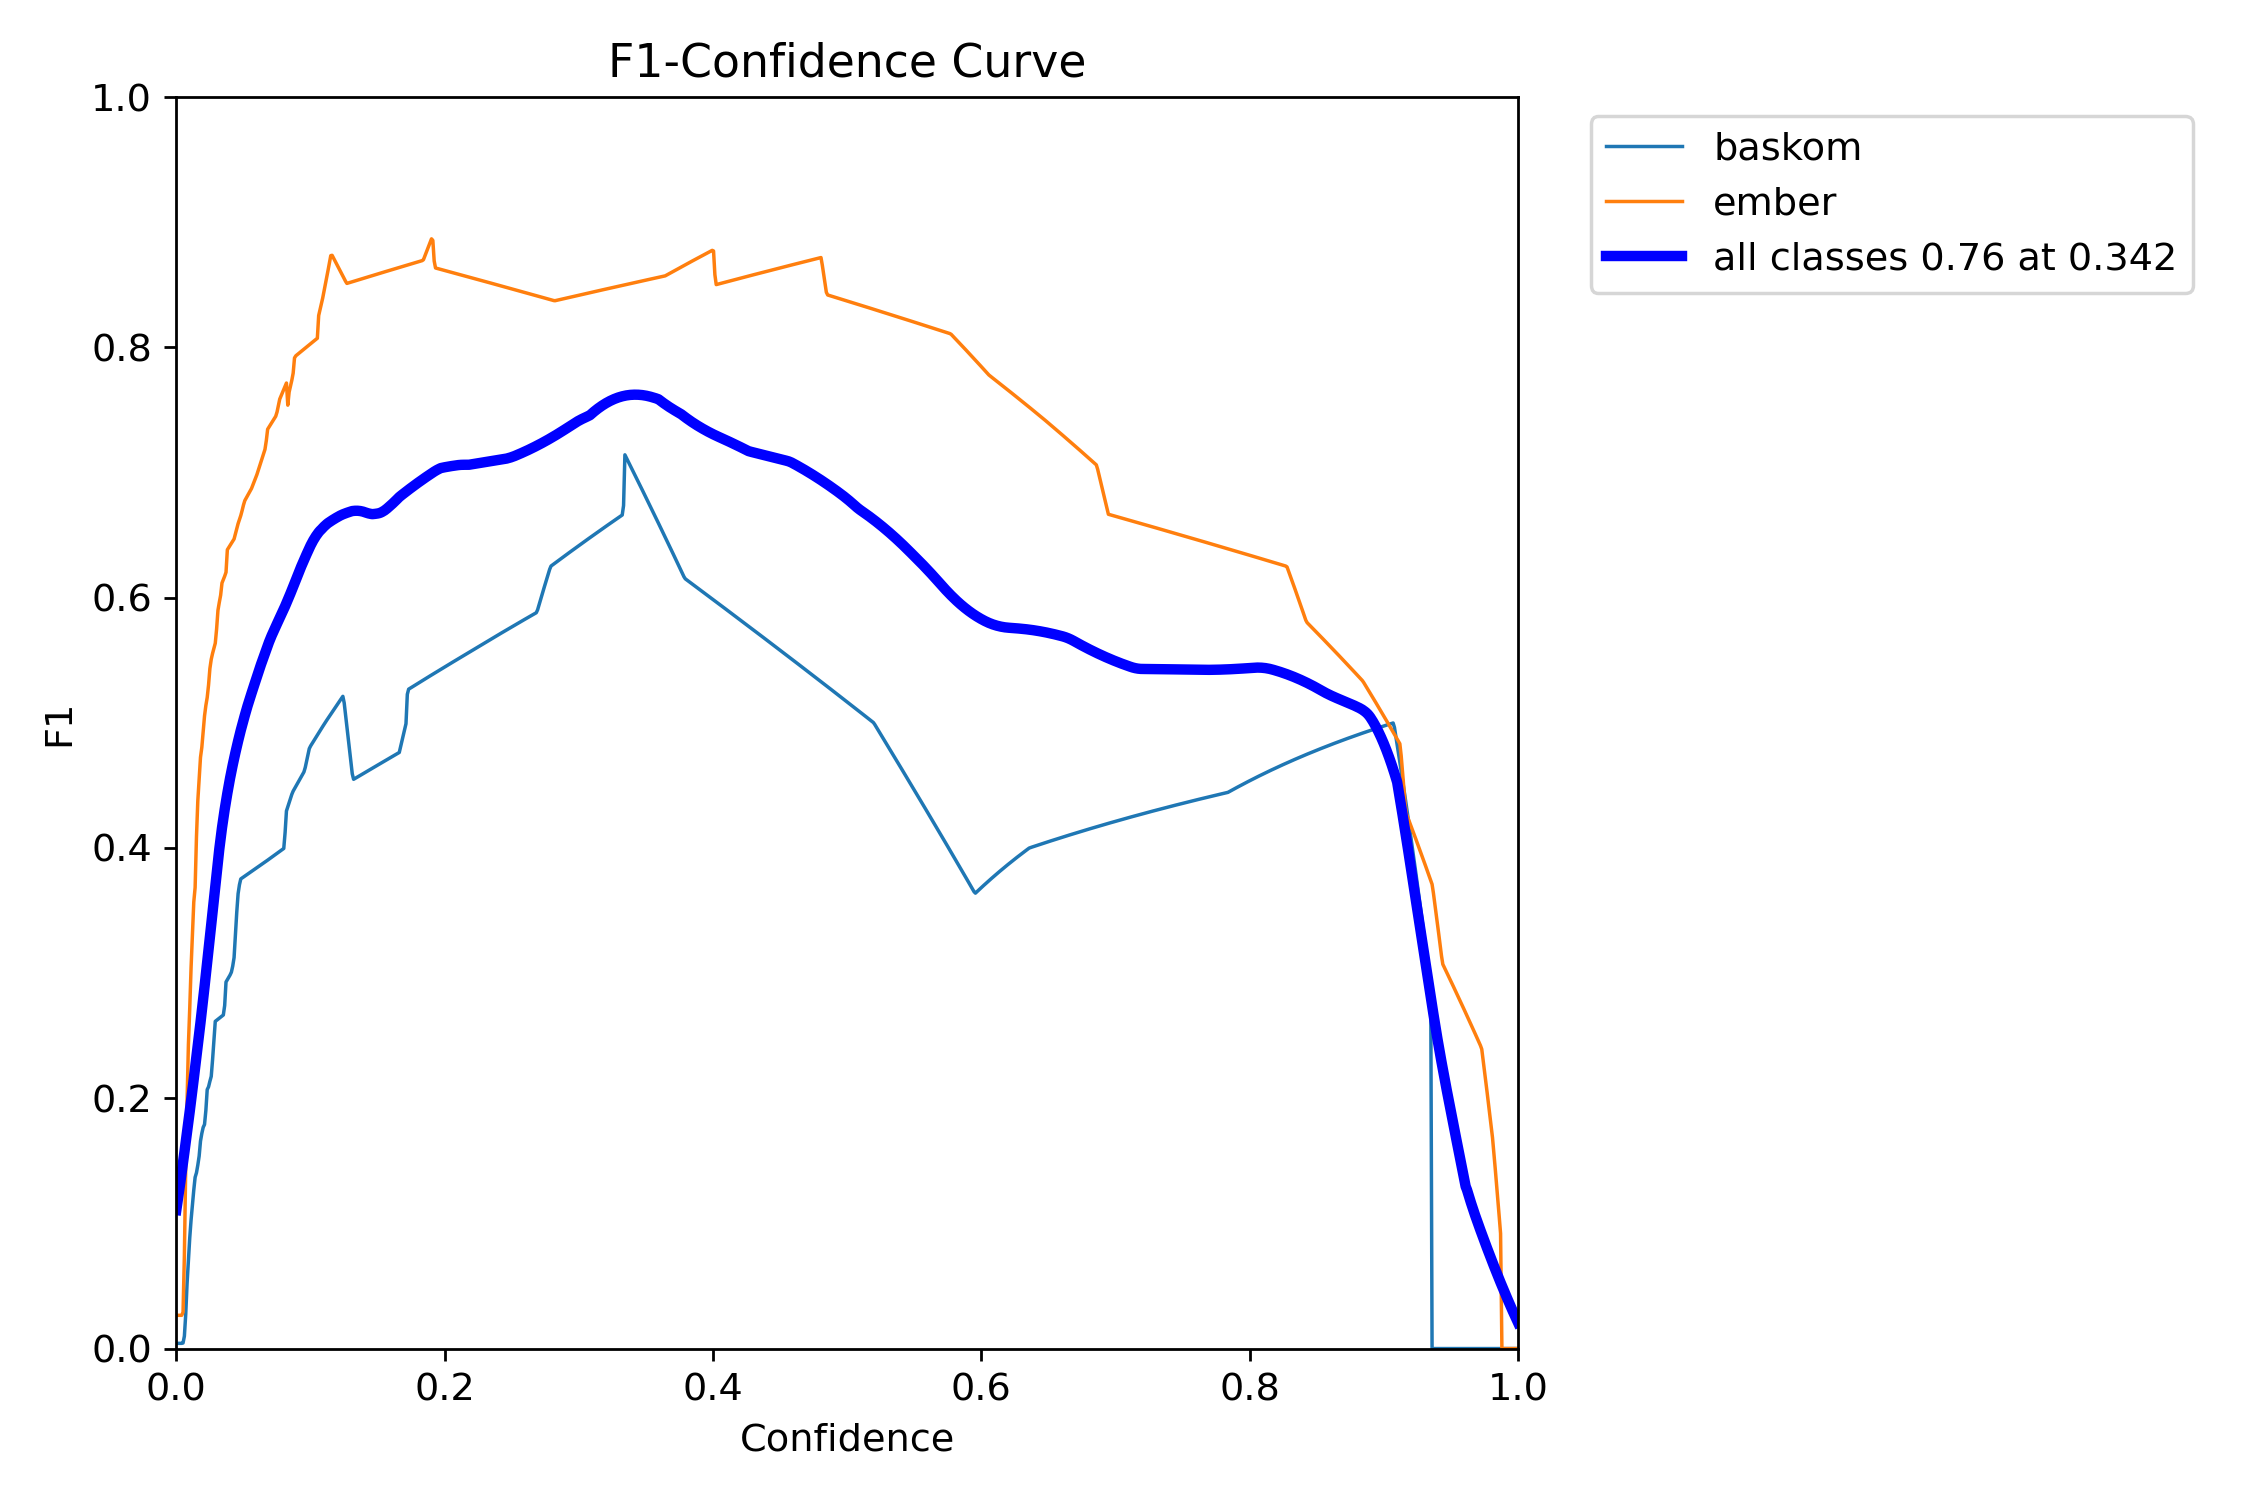 F1-Confidence Curve
baskom
ember
all classes 0.76 at 0.342
F1
1.0
0.8
0.6
0.4
0.2
0.0
0.0 0.2 0.4 0.6 0.8 1.0
Confidence